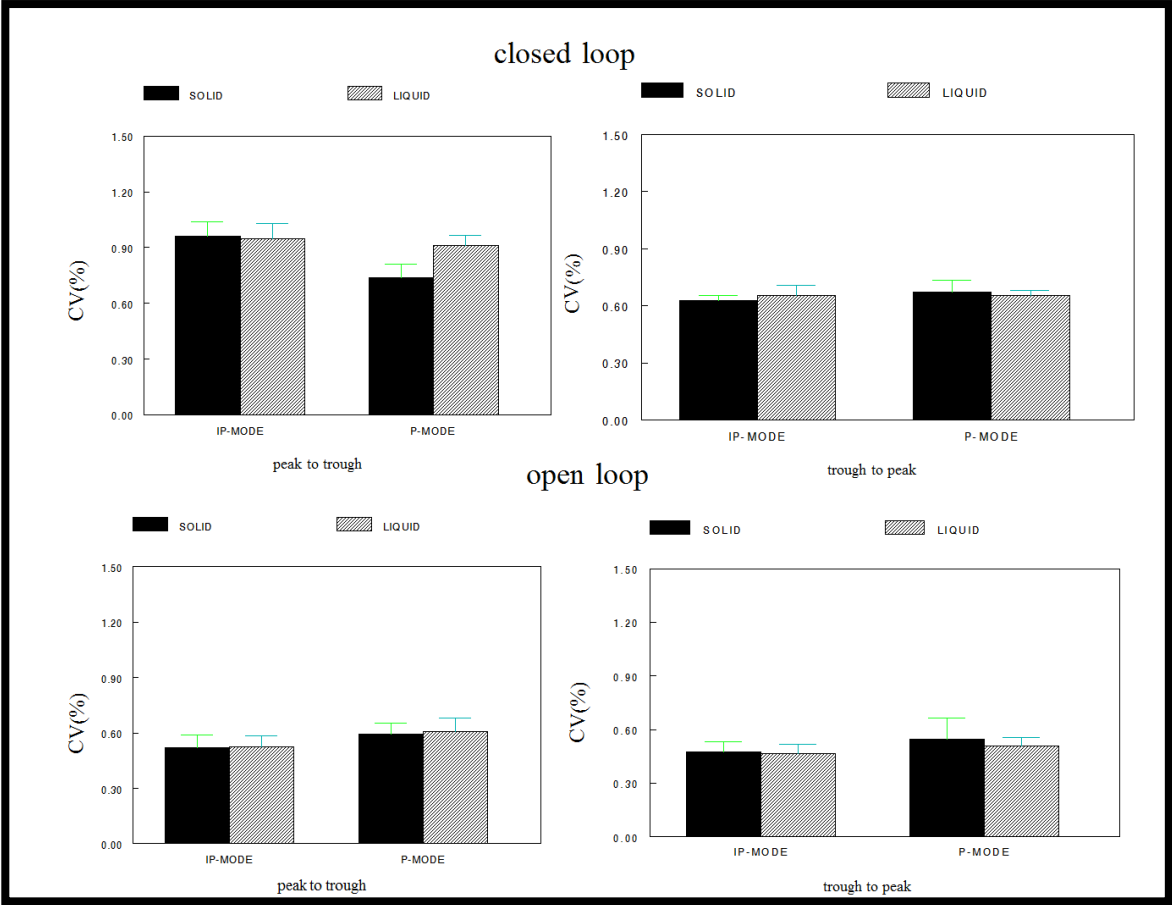 closed loop
SOLID LIQUID
SOLID LIQUID
CV(%)
1.50
1.20
0.90
0.60
0.30
0.00
IP-MODE P-MODE
peak to trough
CV(%)
1.50
1.20
0.90
0.60
0.30
0.00
IP-MODE P-MODE
trough to peak
open loop
SOLID LIQUID
SOLID LIQUID
CV(%)
1.50
1.20
0.90
0.60
0.30
0.00
IP-MODE P-MODE
peak to trough
CV(%)
1.50
1.20
0.90
0.60
0.30
0.00
IP-MODE P-MODE
trough to peak